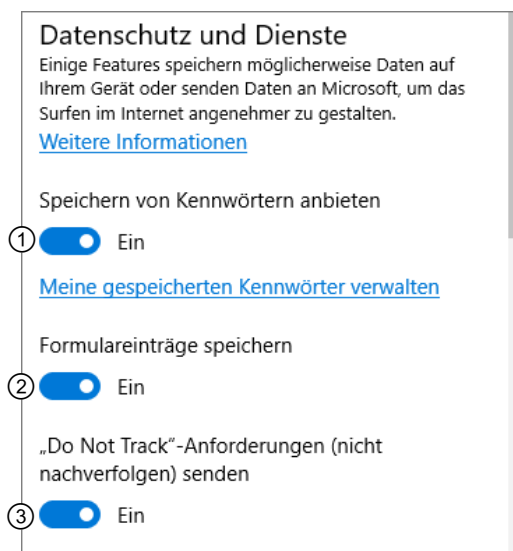 Datenschutz und Dienste
Einige Features speichern möglicherweise Daten auf
Ihrem Gerät oder senden Daten an Microsoft, um das
Surfen im Internet angenehmer zu gestalten.
Weitere Informationen
Speichern von Kennwörtern anbieten
① Ein
Meine gespeicherten Kennwörter verwalten
Formulareinträge speichern
② Ein
„Do Not Track“-Anforderungen (nicht
nachverfolgen) senden
③ Ein